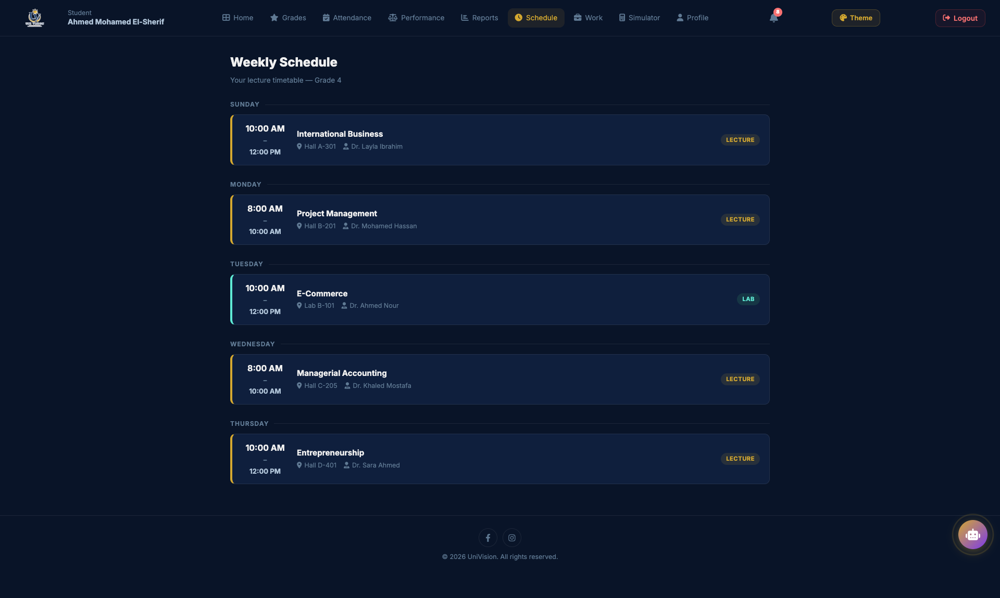 UNI VISION
Student
Ahmed Mohamed El-Sherif
Home
Grades
Attendance
Performance
Reports
Schedule
Work
Simulator
Profile
8
Theme
Logout
Weekly Schedule
Your lecture timetable — Grade 4
SUNDAY
10:00 AM
–
12:00 PM
International Business
Hall A-301 Dr. Layla Ibrahim
LECTURE
MONDAY
8:00 AM
–
10:00 AM
Project Management
Hall B-201 Dr. Mohamed Hassan
LECTURE
TUESDAY
10:00 AM
–
12:00 PM
E-Commerce
Lab B-101 Dr. Ahmed Nour
LAB
WEDNESDAY
8:00 AM
–
10:00 AM
Managerial Accounting
Hall C-205 Dr. Khaled Mostafa
LECTURE
THURSDAY
10:00 AM
–
12:00 PM
Entrepreneurship
Hall D-401 Dr. Sara Ahmed
LECTURE
© 2026 UniVision. All rights reserved.